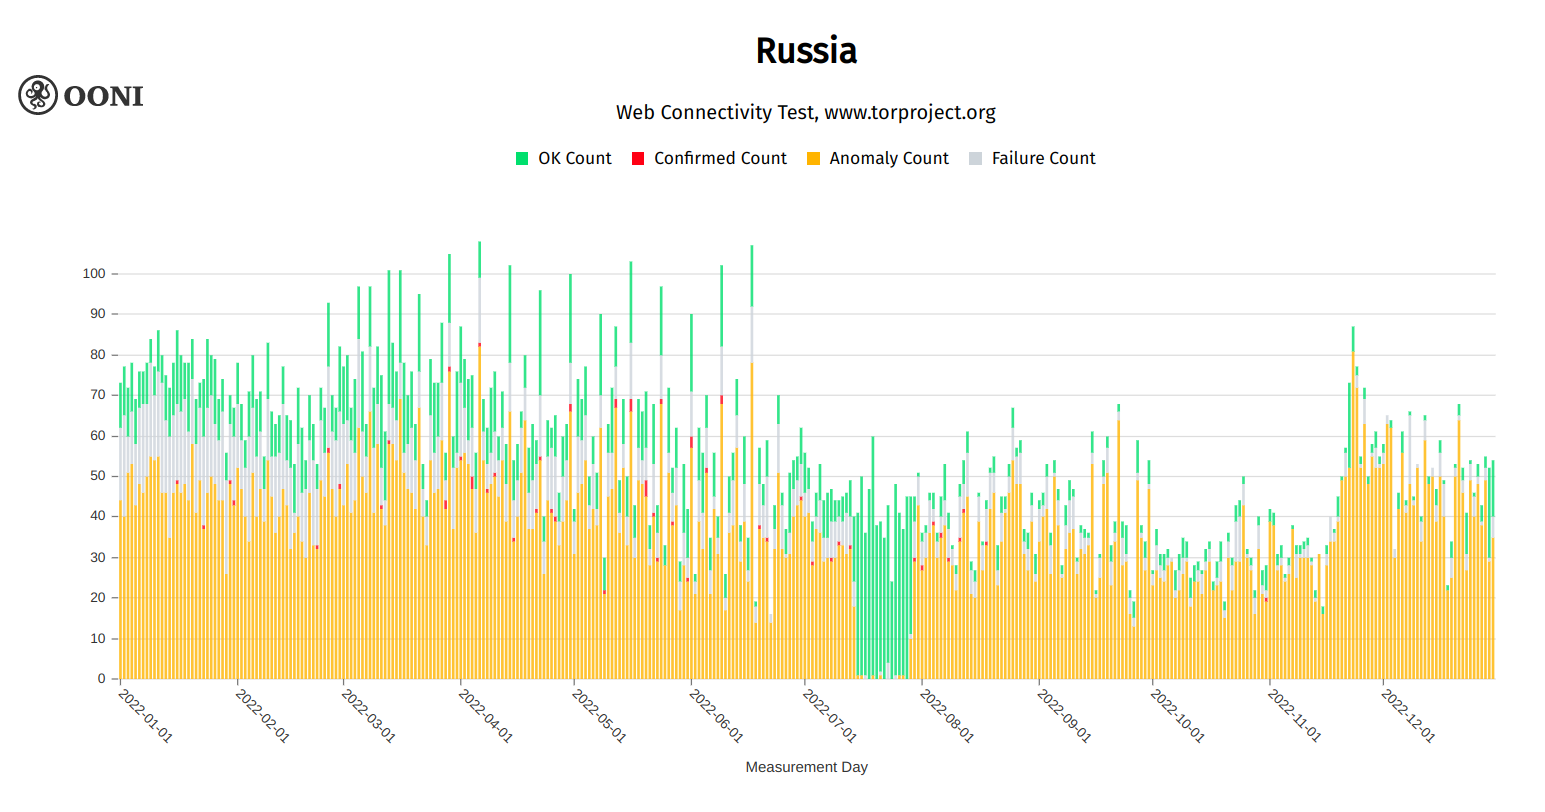 Russia
OONI
Web Connectivity Test, www.torproject.org
OK Count Confirmed Count Anomaly Count Failure Count
100
90
80
70
60
50
40
30
20
10
0
2022-01-01 2022-02-01 2022-03-01 2022-04-01 2022-05-01 2022-06-01 2022-07-01 2022-08-01 2022-09-01 2022-10-01 2022-11-01 2022-12-01
Measurement Day